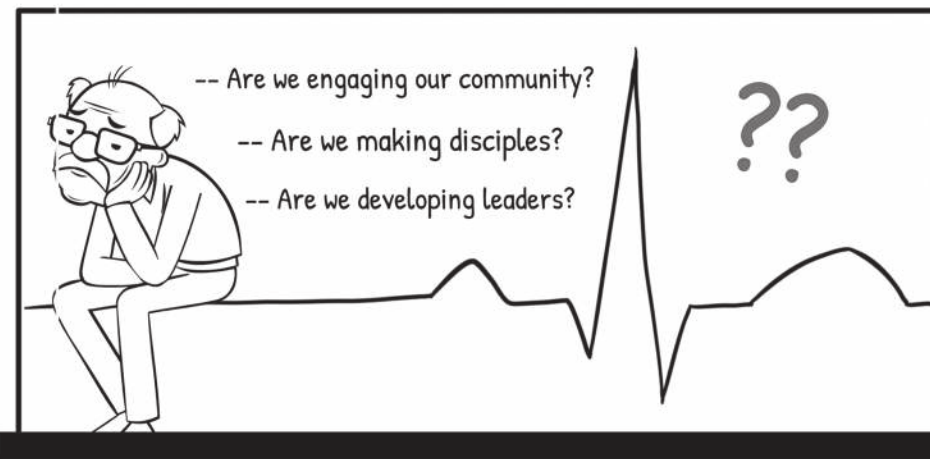 -- Are we engaging our community?
-- Are we making disciples?
-- Are we developing leaders?
??